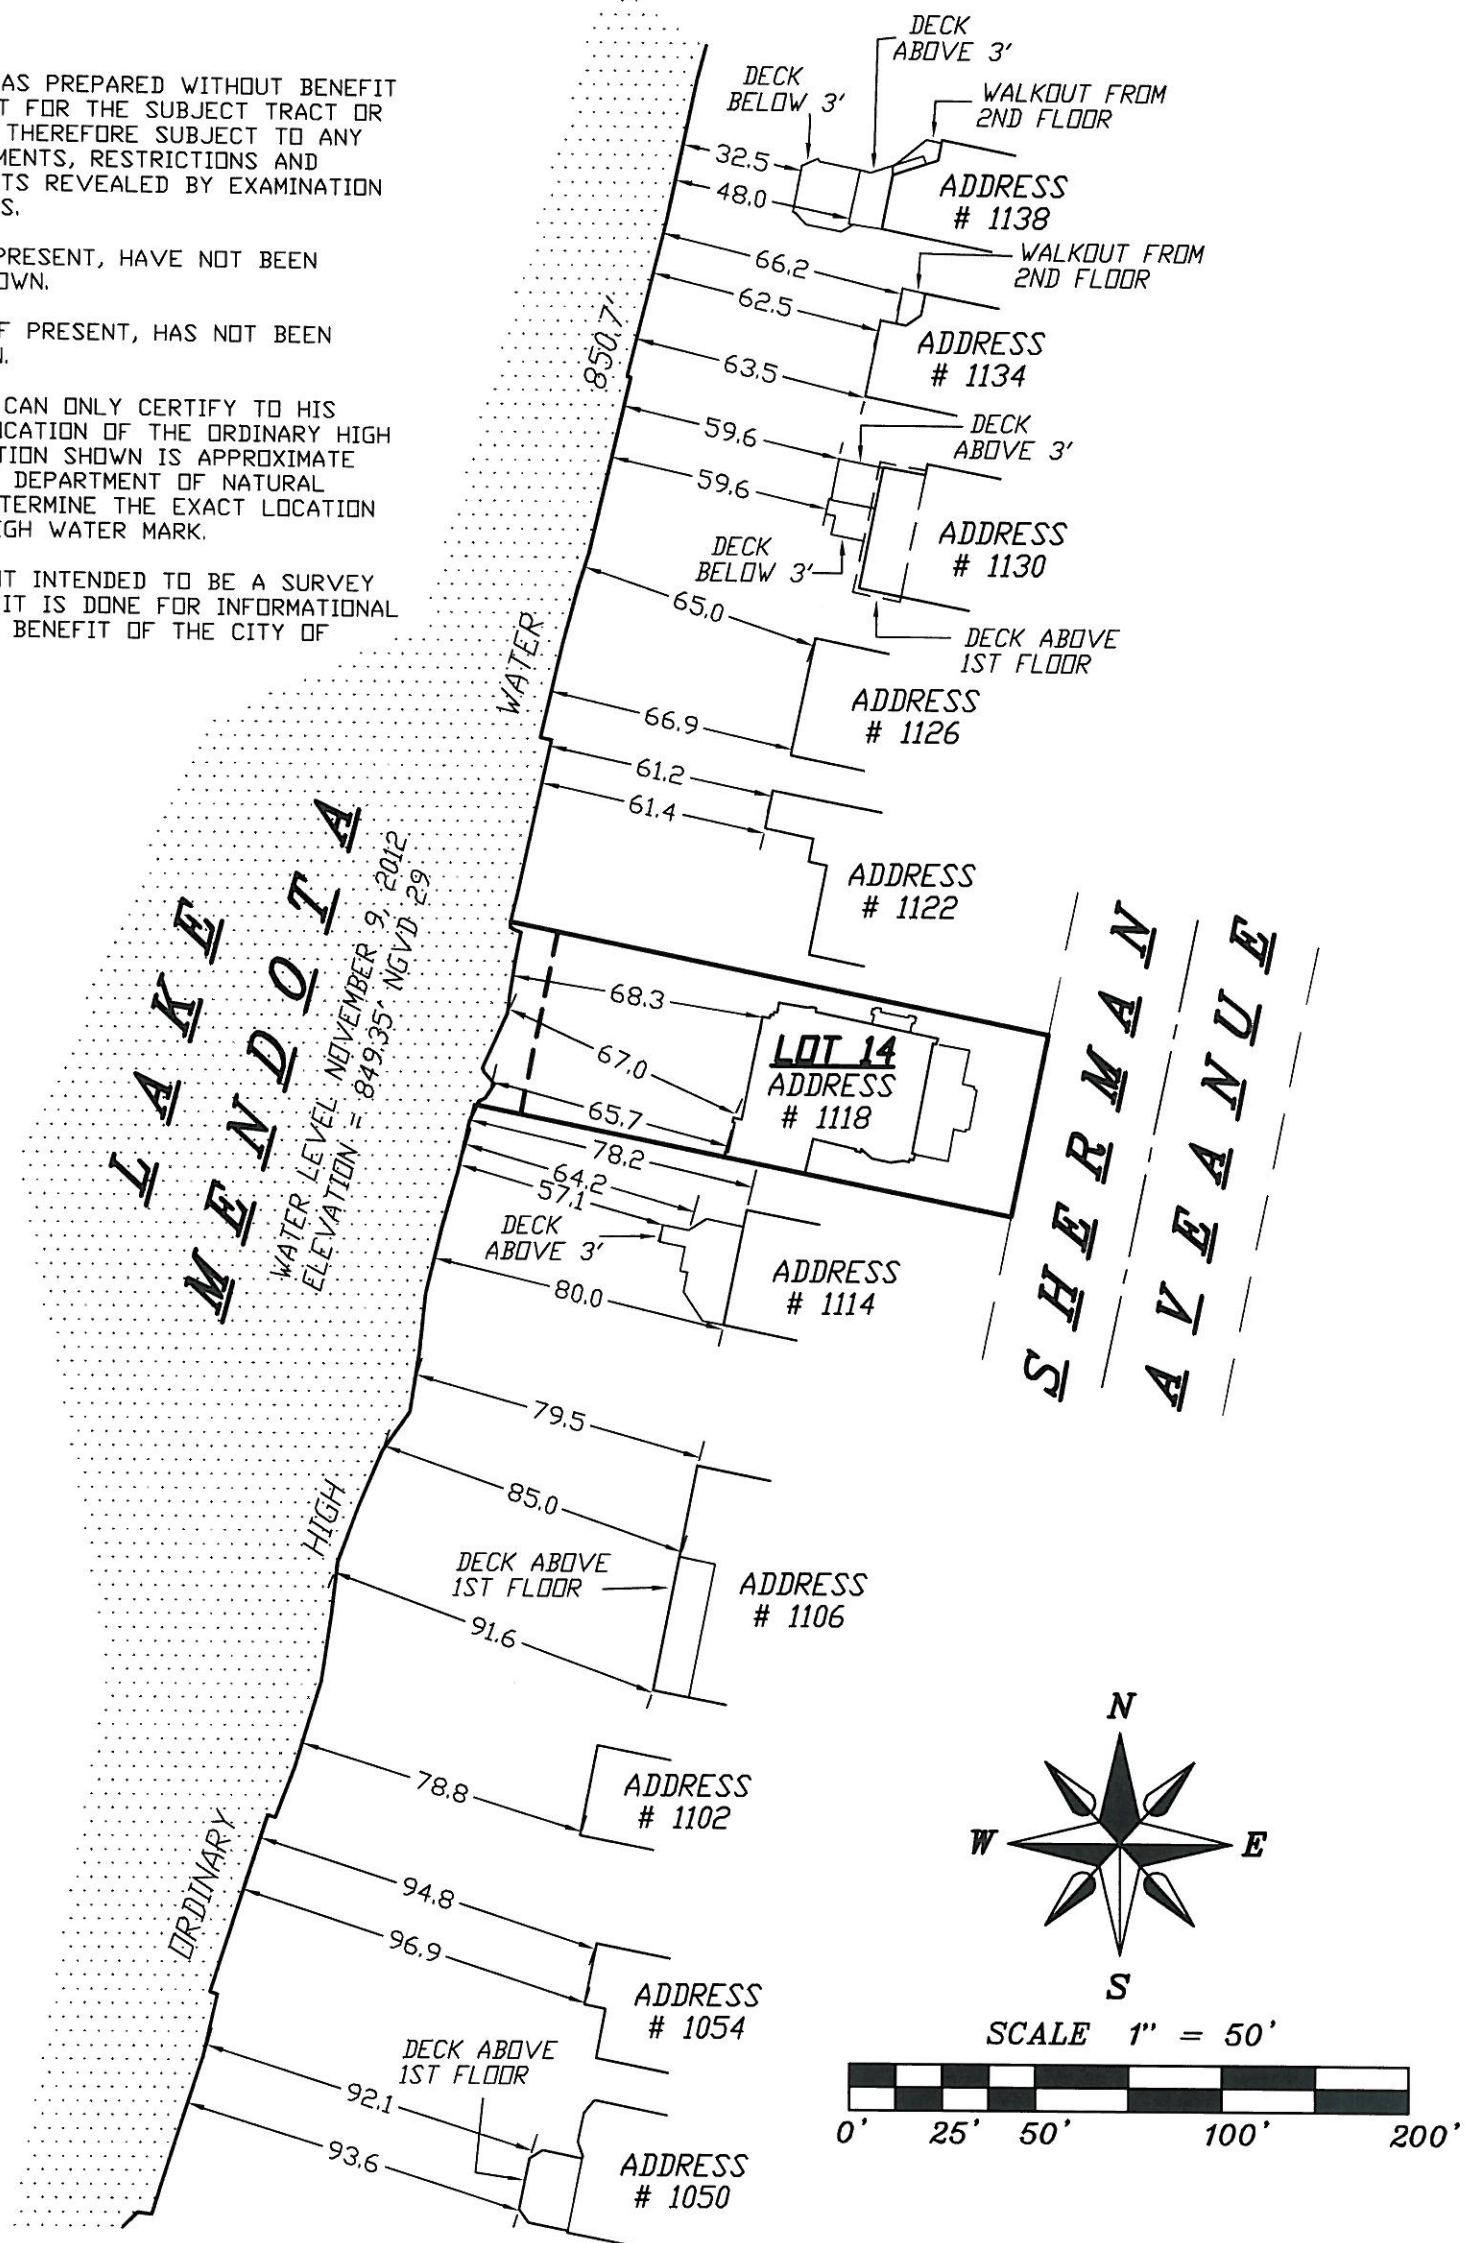 AS PREPARED WITHOUT BENEFIT
T FOR THE SUBJECT TRACT OR
THEREFORE SUBJECT TO ANY
MENTS, RESTRICTIONS AND
TS REVEALED BY EXAMINATION
S.
PRESENT, HAVE NOT BEEN
OWN.
F PRESENT, HAS NOT BEEN
N.
CAN ONLY CERTIFY TO HIS
OCATION OF THE ORDINARY HIGH
TION SHOWN IS APPROXIMATE
DEPARTMENT OF NATURAL
TERMINE THE EXACT LOCATION
IGH WATER MARK.
OT INTENDED TO BE A SURVEY
IT IS DONE FOR INFORMATIONAL
BENEFIT OF THE CITY OF
DECK
ABOVE 3'
DECK
BELOW 3'
WALKOUT FROM
2ND FLOOR
32.5
48.0
ADDRESS
# 1138
WALKOUT FROM
2ND FLOOR
66.2
62.5
63.5
ADDRESS
# 1134
850.7'
59.6
59.6
DECK
ABOVE 3'
DECK
BELOW 3'
ADDRESS
# 1130
DECK ABOVE
1ST FLOOR
65.0
66.9
ADDRESS
# 1126
WATER
61.2
61.4
ADDRESS
# 1122
LAKE
MENDOTA
WATER LEVEL NOVEMBER 9, 2012
ELEVATION = 849.35' NGVD 29
68.3
67.0
65.7
LOT 14
ADDRESS
# 1118
SHERMAN
AVEANUE
78.2
64.2
57.1
DECK
ABOVE 3'
80.0
ADDRESS
# 1114
79.5
85.0
HIGH
DECK ABOVE
1ST FLOOR
91.6
ADDRESS
# 1106
78.8
ADDRESS
# 1102
ORDINARY
94.8
96.9
ADDRESS
# 1054
DECK ABOVE
1ST FLOOR
92.1
93.6
ADDRESS
# 1050
N
W E
S
SCALE 1" = 50'
0' 25' 50' 100' 200'